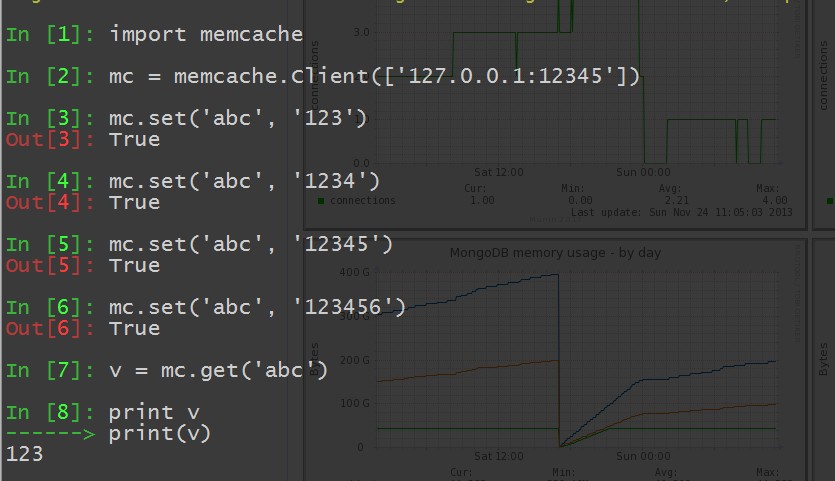 In [1]: import memcache
In [2]: mc = memcache.Client(['127.0.0.1:12345'])
In [3]: mc.set('abc', '123')
Out[3]: True
In [4]: mc.set('abc', '1234')
Out[4]: True
In [5]: mc.set('abc', '12345')
Out[5]: True
In [6]: mc.set('abc', '123456')
Out[6]: True
In [7]: v = mc.get('abc')
In [8]: print v
------> print(v)
123
3.0
0.0
connections
Sat 12:00 Sun 00:00
Cur: Min: Avg: Max:
connections 1.00 0.00 2.21 4.00
Last update: Sun Nov 24 11:05:03 2013
MongoDB memory usage - by day
400 G
300 G
200 G
100 G
0
Bytes
Sat 12:00 Sun 00:00
Cur: Min: Avg: Max:
connections
Bytes